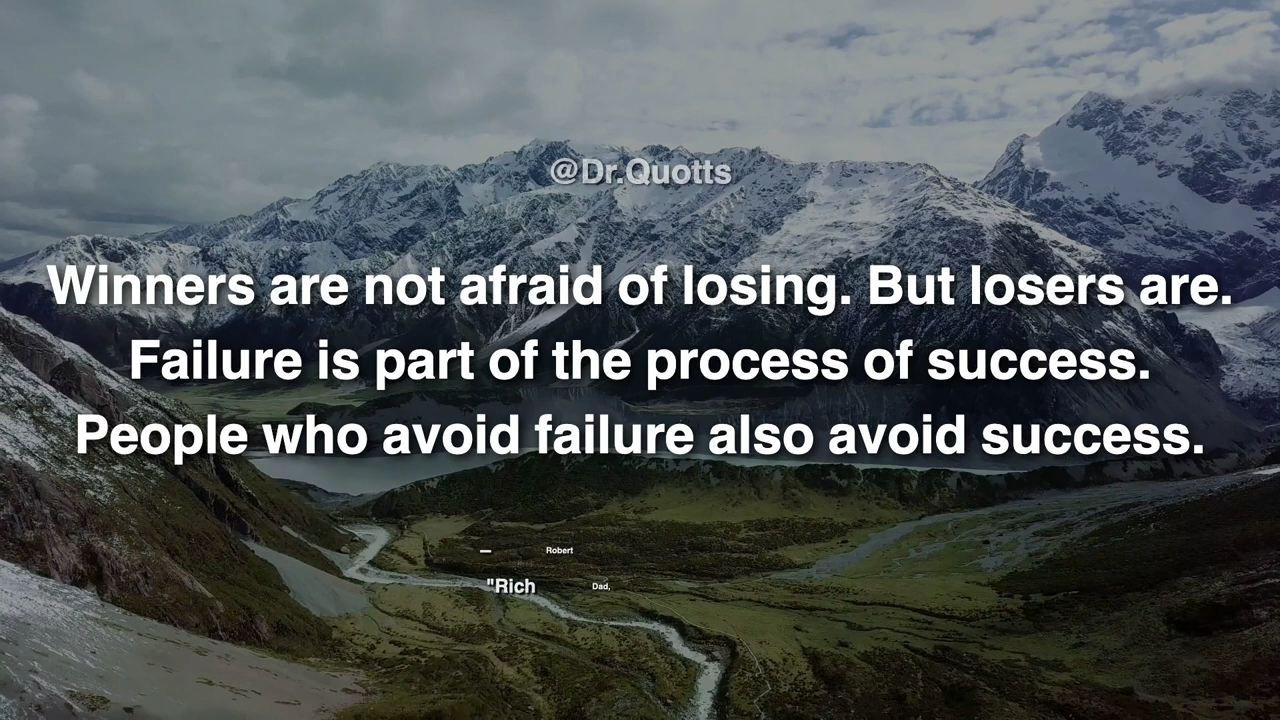 @Dr.Quotts
Winners are not afraid of losing. But losers are.
Failure is part of the process of success.
People who avoid failure also avoid success.
— Robert
"Rich Dad,